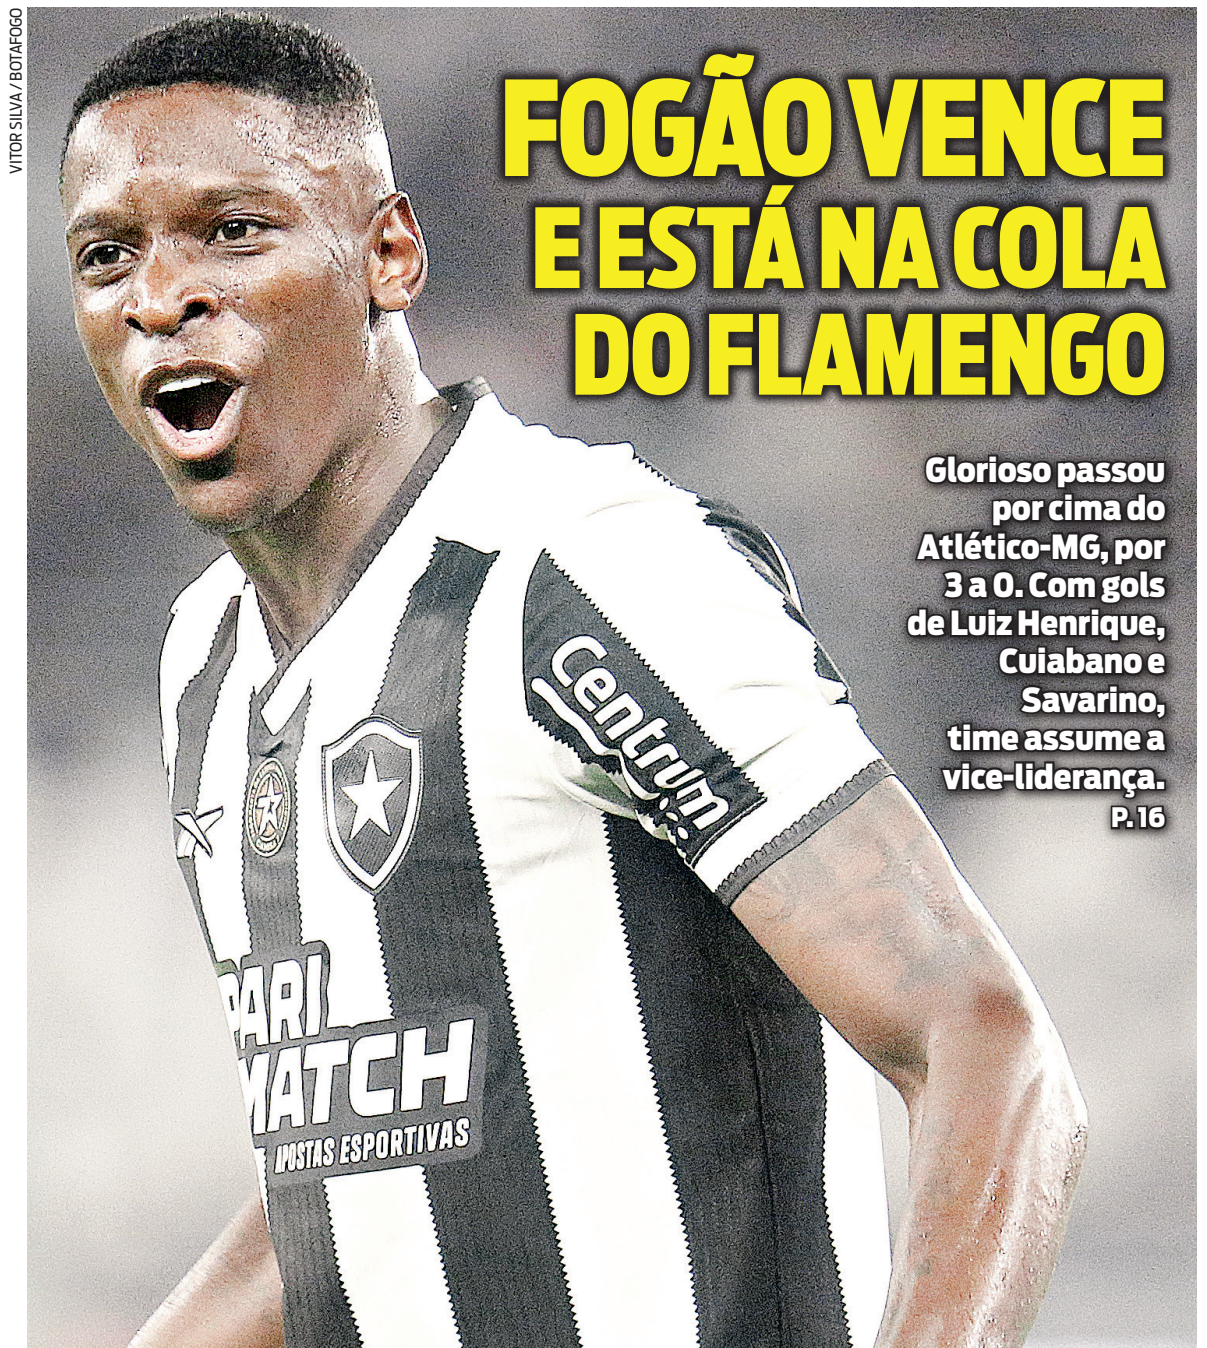 VITOR SILVA / BOTAFOGO
FOGÃO VENCE
E ESTÁ NA COLA
DO FLAMENGO
Glorioso passou
por cima do
Atlético-MG, por
3 a 0. Com gols
de Luiz Henrique,
Cuiabano e
Savarino,
time assume a
vice-liderança.
P. 16
Centrum
PARI
MATCH
APOSTAS ESPORTIVAS